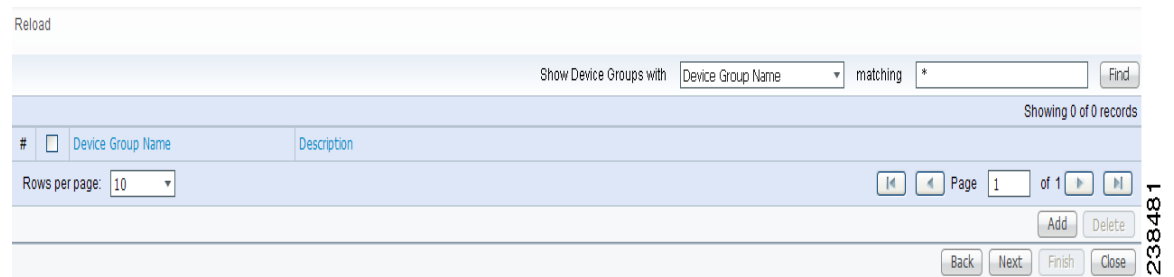 Reload
Show Device Groups with Device Group Name matching * Find
Showing 0 of 0 records
# Device Group Name Description
Rows per page: 10 Page 1 of 1
Add Delete
Back Next Finish Close
238481